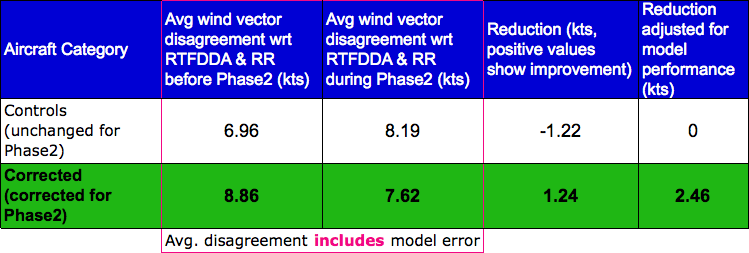 Aircraft Category
Avg wind vector
disagreement wrt
RTFDDA & RR
before Phase2 (kts)
Avg wind vector
disagreement wrt
RTFDDA & RR
during Phase2 (kts)
Reduction (kts,
positive values
show improvement)
Reduction
adjusted for
model
performance
(kts)
Controls
(unchanged for
Phase2)
6.96
8.19
-1.22
0
Corrected
(corrected for
Phase2)
8.86
7.62
1.24
2.46
Avg. disagreement includes model error